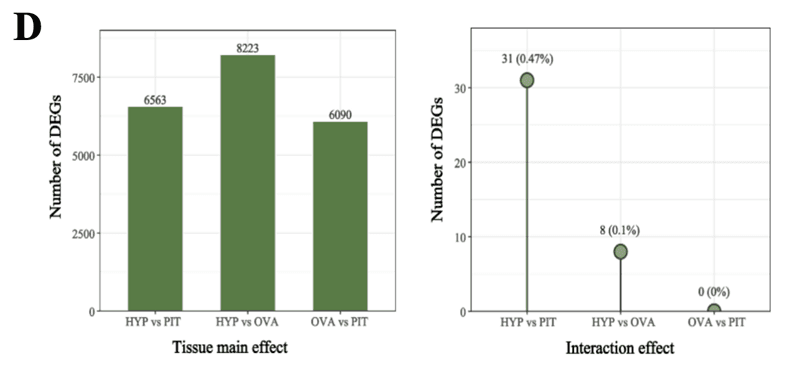 D
8223
6563
6090
7500
5000
2500
0
Number of DEGs
HYP vs PIT
HYP vs OVA
OVA vs PIT
Tissue main effect
31 (0.47%)
8 (0.1%)
0 (0%)
30
20
10
0
Number of DEGs
HYP vs PIT
HYP vs OVA
OVA vs PIT
Interaction effect